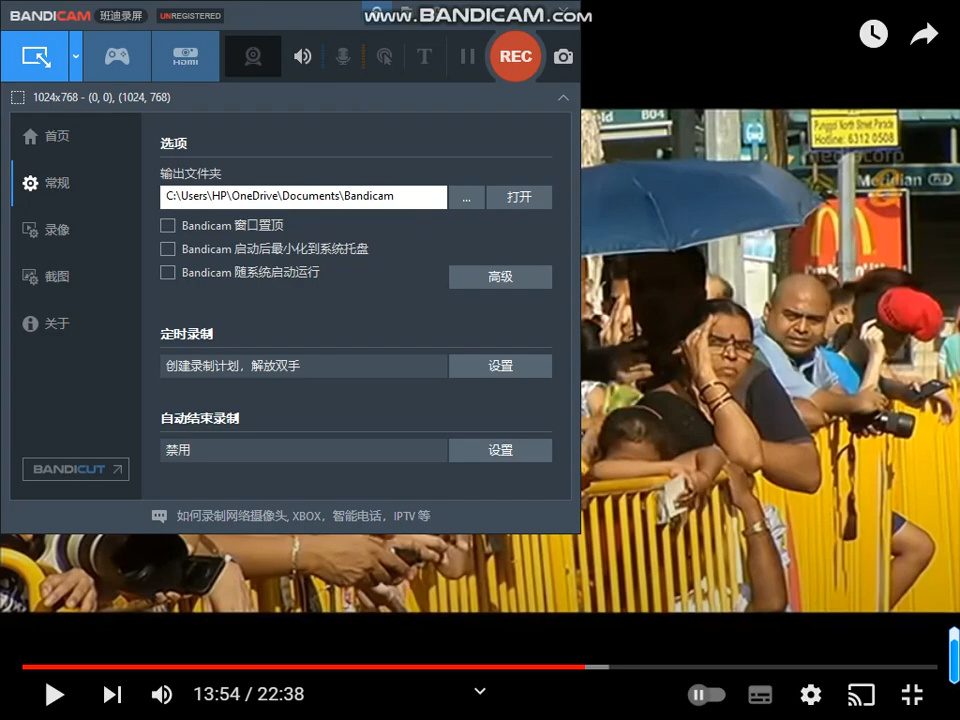 BANDICAM 班迪录屏 UNREGISTERED
www.BANDICAM.com
HDMI
REC
1024x768 - (0, 0), (1024, 768)
首页
常规
录像
截图
关于
BANDICUT
选项
输出文件夹
C:\Users\HP\OneDrive\Documents\Bandicam
...
打开
Bandicam 窗口置顶
Bandicam 启动后最小化到系统托盘
Bandicam 随系统启动运行
高级
定时录制
创建录制计划，解放双手
设置
自动结束录制
禁用
设置
如何录制网络摄像头, XBOX，智能电话，IPTV 等
B04
Punggol North Street Parade
Hotline: 6312 0508
mediacorp
Meridian
13:54 / 22:38